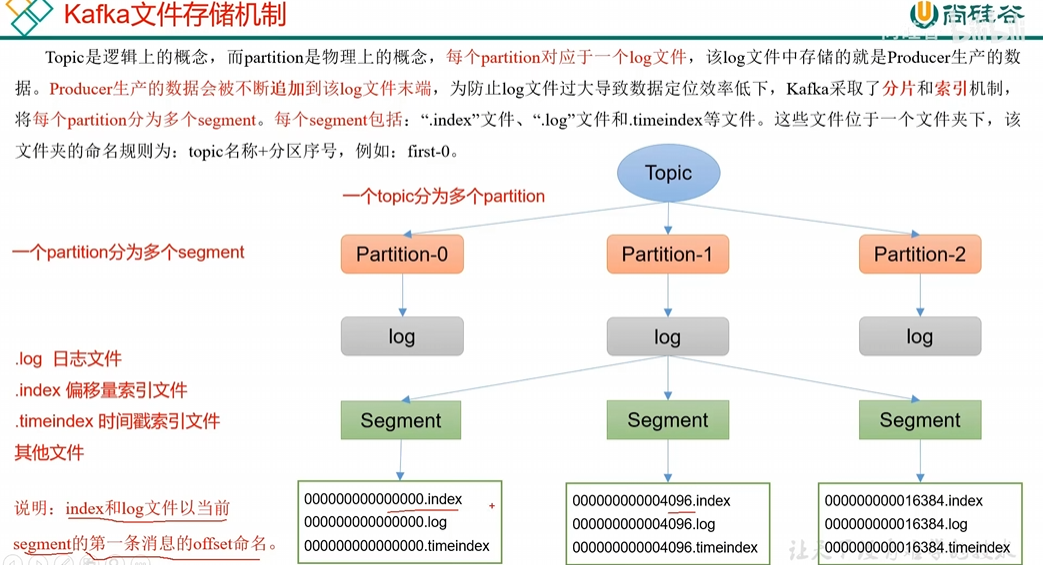 Kafka文件存储机制
尚硅谷
Topic是逻辑上的概念，而partition是物理上的概念，每个partition对应于一个log文件，该log文件中存储的就是Producer生产的数
据。Producer生产的数据会被不断追加到该log文件末端，为防止log文件过大导致数据定位效率低下，Kafka采取了分片和索引机制，
将每个partition分为多个segment。每个segment包括：“.index”文件、“.log”文件和.timeindex等文件。这些文件位于一个文件夹下，该
文件夹的命名规则为：topic名称+分区序号，例如：first-0。
Topic
一个topic分为多个partition
一个partition分为多个segment
Partition-0
Partition-1
Partition-2
log
log
log
.log 日志文件
.index 偏移量索引文件
.timeindex 时间戳索引文件
其他文件
Segment
Segment
Segment
说明：index和log文件以当前
segment的第一条消息的offset命名。
000000000000000.index
000000000000000.log
000000000000000.timeindex
000000000004096.index
000000000004096.log
000000000004096.timeindex
000000000016384.index
000000000016384.log
000000000016384.timeindex